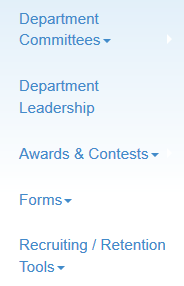 Department
Committees
Department
Leadership
Awards & Contests
Forms
Recruiting / Retention
Tools